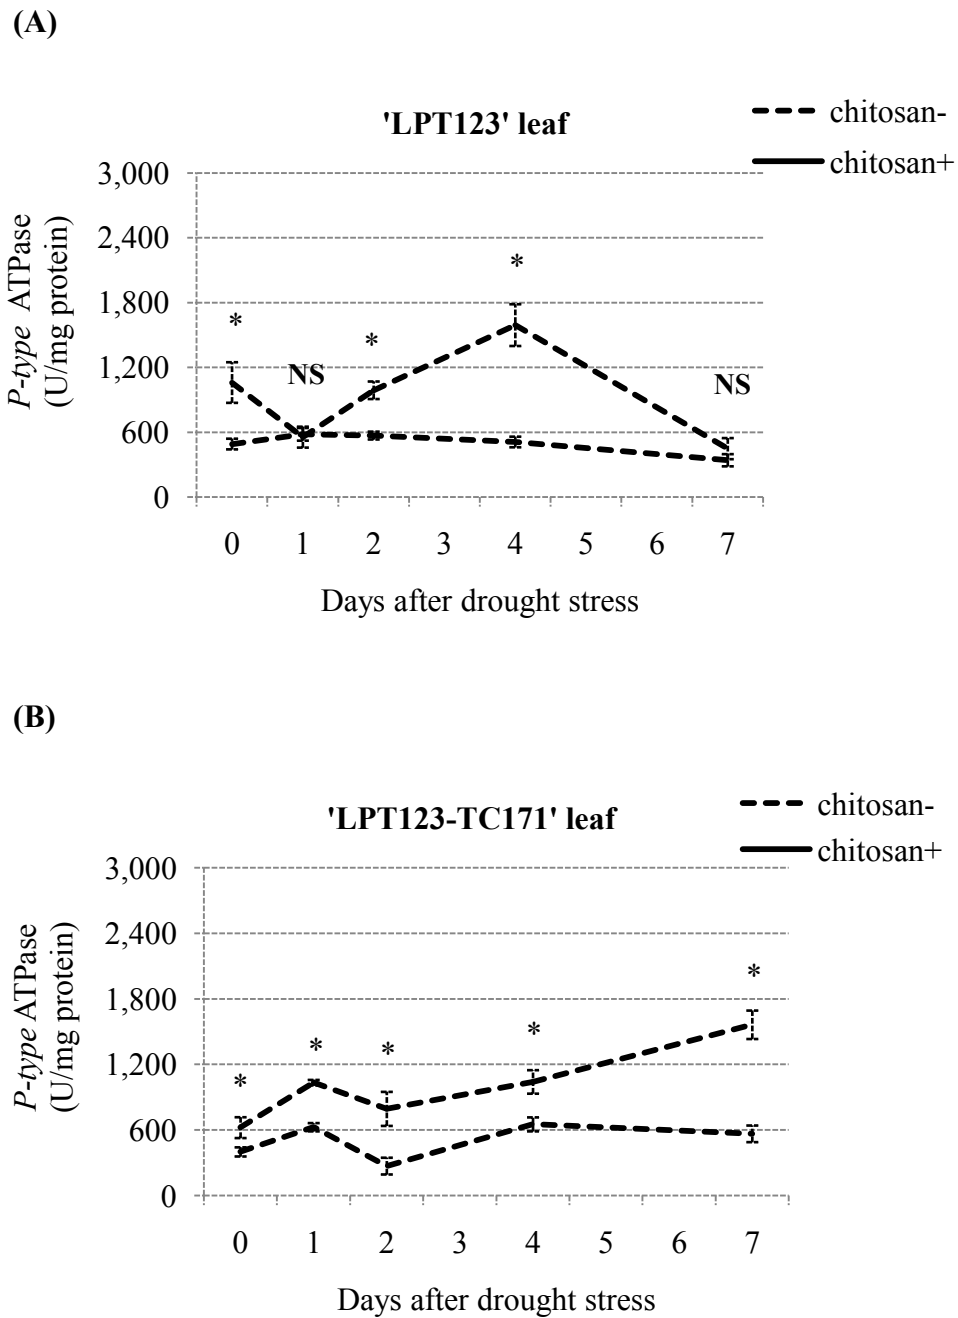 (A)
'LPT123' leaf
chitosan-
chitosan+
P-type ATPase
(U/mg protein)
3,000
2,400
1,800
1,200
600
0
*
NS
*
*
NS
0 1 2 3 4 5 6 7
Days after drought stress
(B)
'LPT123-TC171' leaf
chitosan-
chitosan+
P-type ATPase
(U/mg protein)
3,000
2,400
1,800
1,200
600
0
*
*
*
*
*
0 1 2 3 4 5 6 7
Days after drought stress